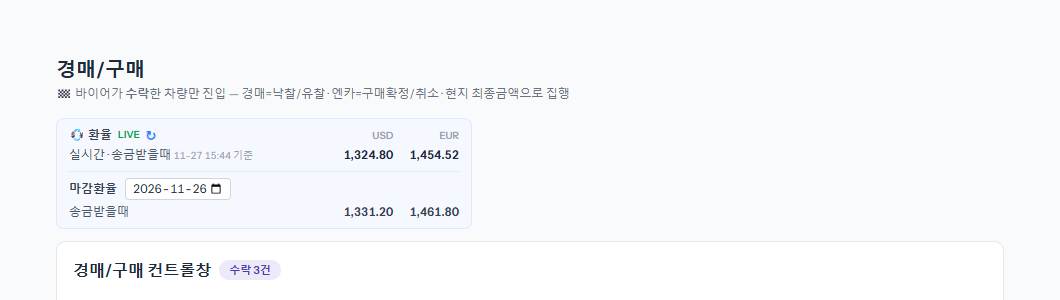 경매/구매
🏁 바이어가 수락한 차량만 진입 — 경매=낙찰/유찰·엔카=구매확정/취소·현지 최종금액으로 집행
💱 환율 LIVE ↻ USD EUR
실시간·송금받을때 11-27 15:44 기준 1,324.80 1,454.52
마감환율 2026-11-26
송금받을때 1,331.20 1,461.80
경매/구매 컨트롤창 수락 3건